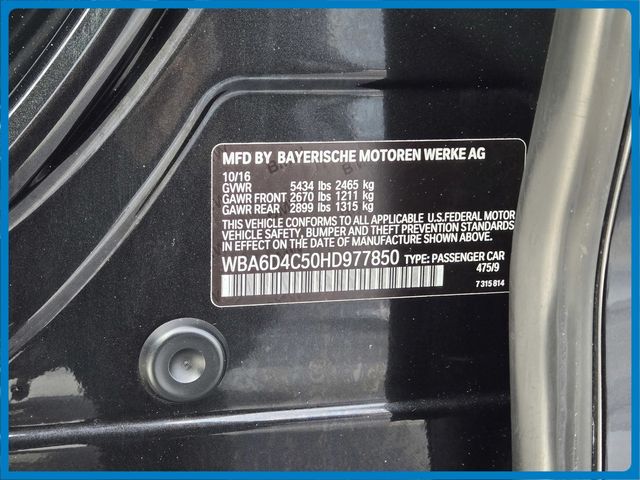 MFD BY BAYERISCHE MOTOREN WERKE AG
10/16
GVWR 5434 lbs 2465 kg
GAWR FRONT 2670 lbs 1211 kg
GAWR REAR 2899 lbs 1315 kg
THIS VEHICLE CONFORMS TO ALL APPLICABLE U.S.FEDERAL MOTOR
VEHICLE SAFETY, BUMPER AND THEFT PREVENTION STANDARDS
IN EFFECT ON THE DATE OF MANUFACTURE SHOWN ABOVE.
WBA6D4C50HD977850 TYPE: PASSENGER CAR
475/9
7 315 814